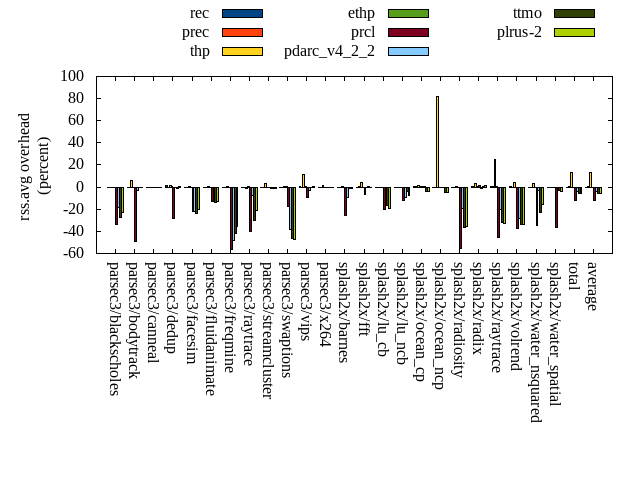 rec
prec
thp
ethp
prcl
pdarc_v4_2_2
ttmo
plrus-2
rss.avg overhead
(percent)
100
80
60
40
20
0
-20
-40
-60
parsec3/blackscholes
parsec3/bodytrack
parsec3/canneal
parsec3/dedup
parsec3/facesim
parsec3/fluidanimate
parsec3/freqmine
parsec3/raytrace
parsec3/streamcluster
parsec3/swaptions
parsec3/vips
parsec3/x264
splash2x/barnes
splash2x/fft
splash2x/lu_cb
splash2x/lu_ncb
splash2x/ocean_cp
splash2x/ocean_ncp
splash2x/radiosity
splash2x/radix
splash2x/raytrace
splash2x/volrend
splash2x/water_nsquared
splash2x/water_spatial
total
average